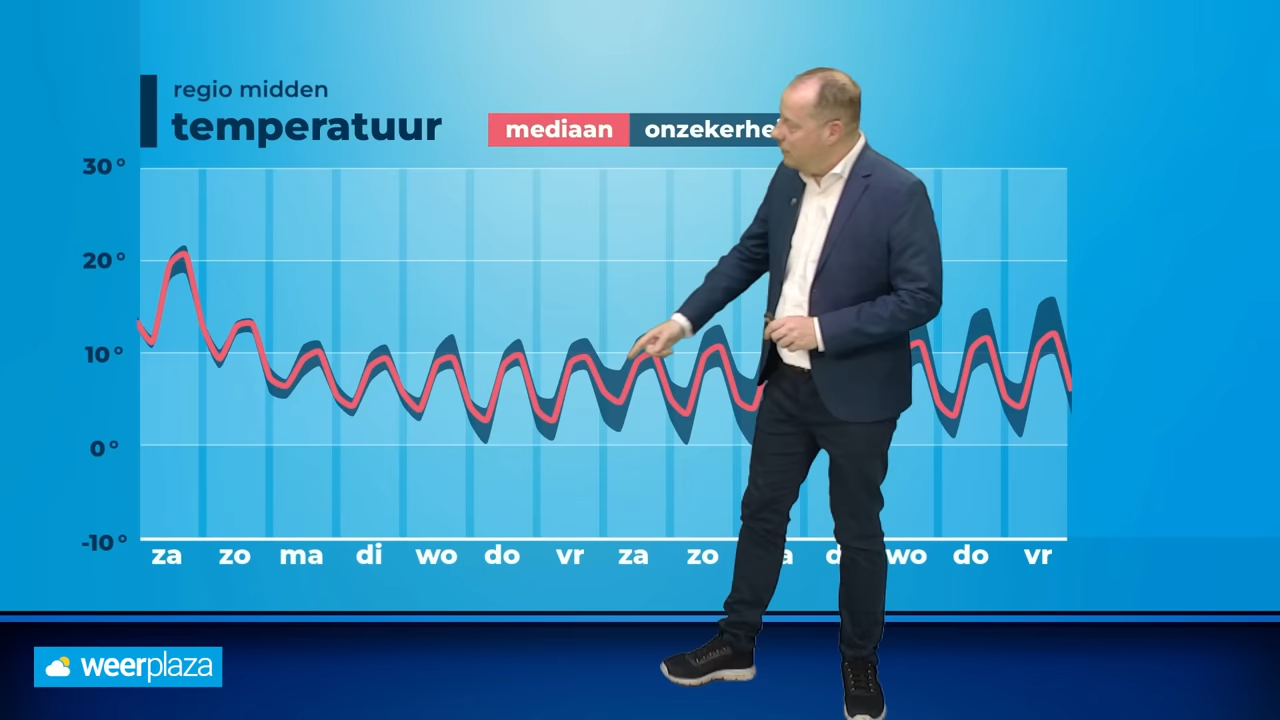 regio midden
temperatuur
mediaan onzekerhe
30°
20°
10°
0°
-10°
za zo ma di wo do vr za zo a d wo do vr
weerplaza